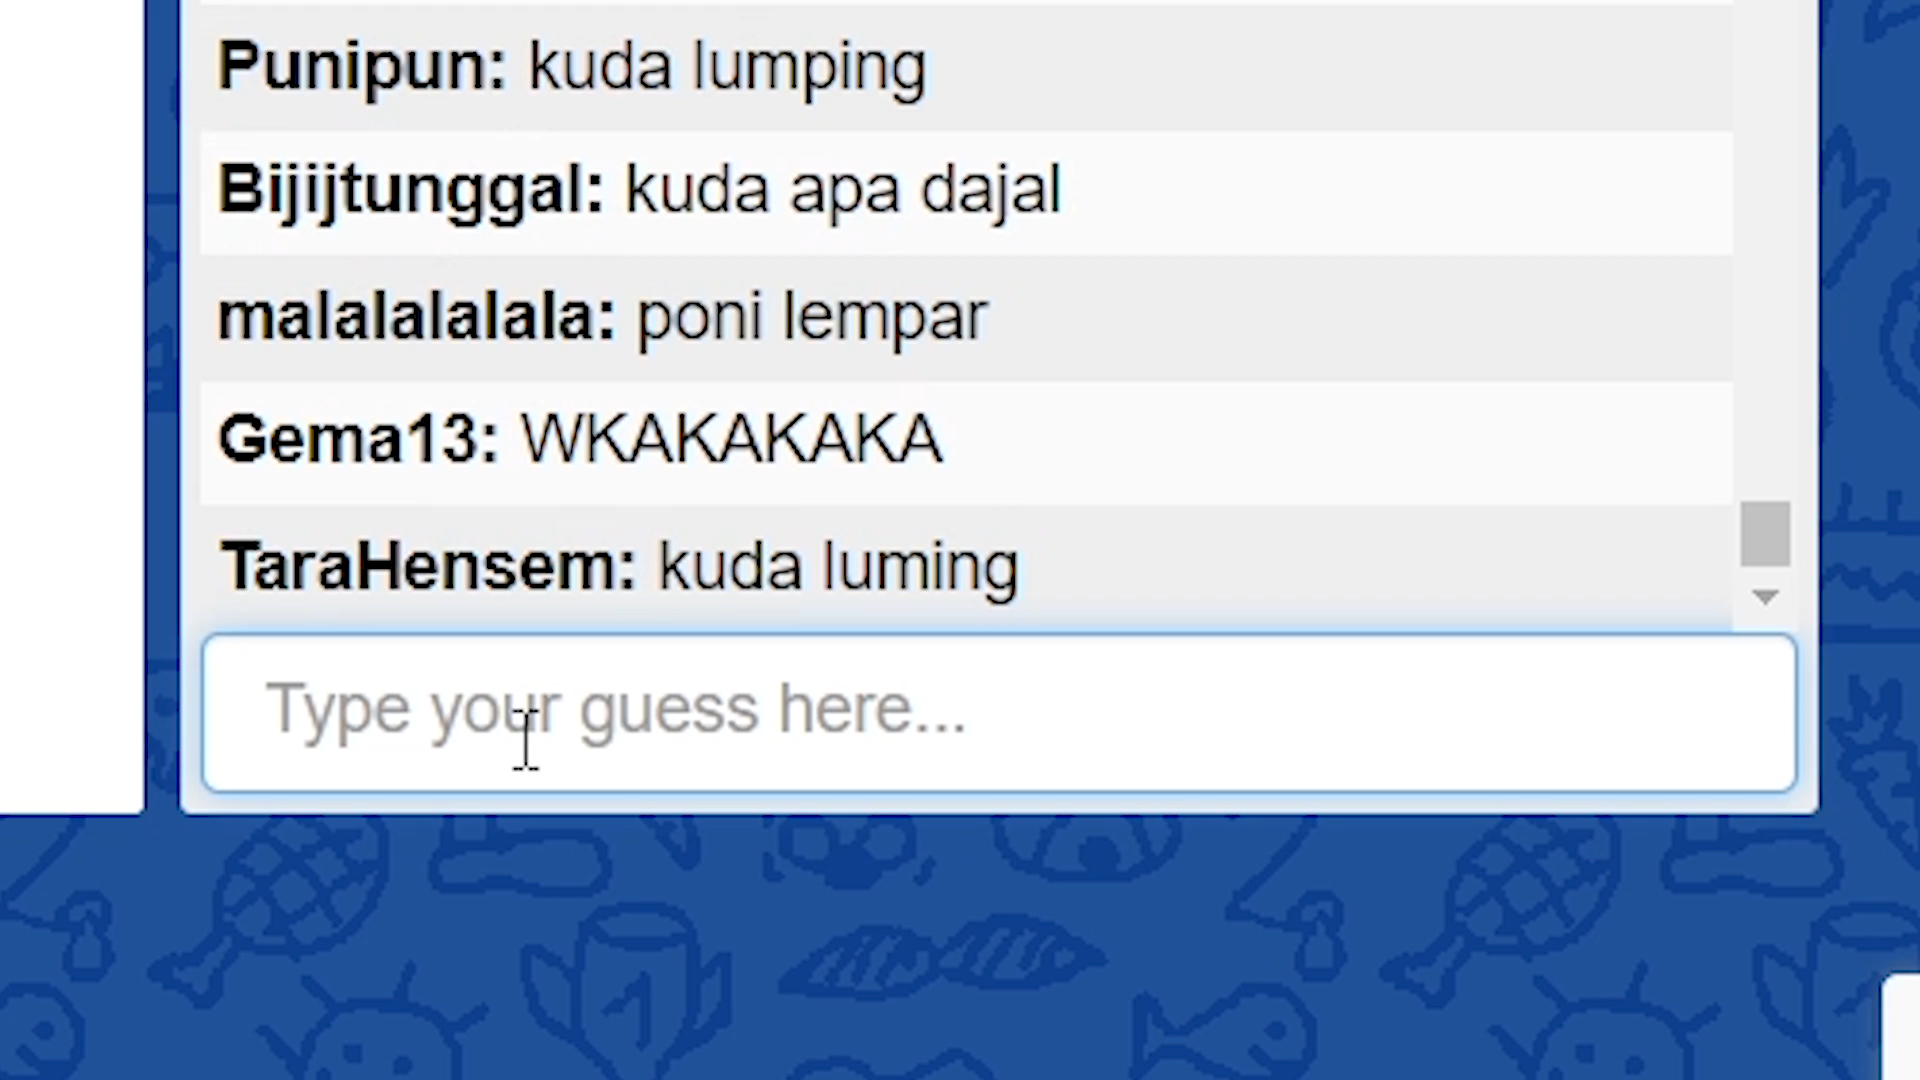 Punipun: kuda lumping
Bijijtunggal: kuda apa dajal
malalalalala: poni lempar
Gema13: WKAKAKAKA
TaraHensem: kuda luming
Type your guess here...